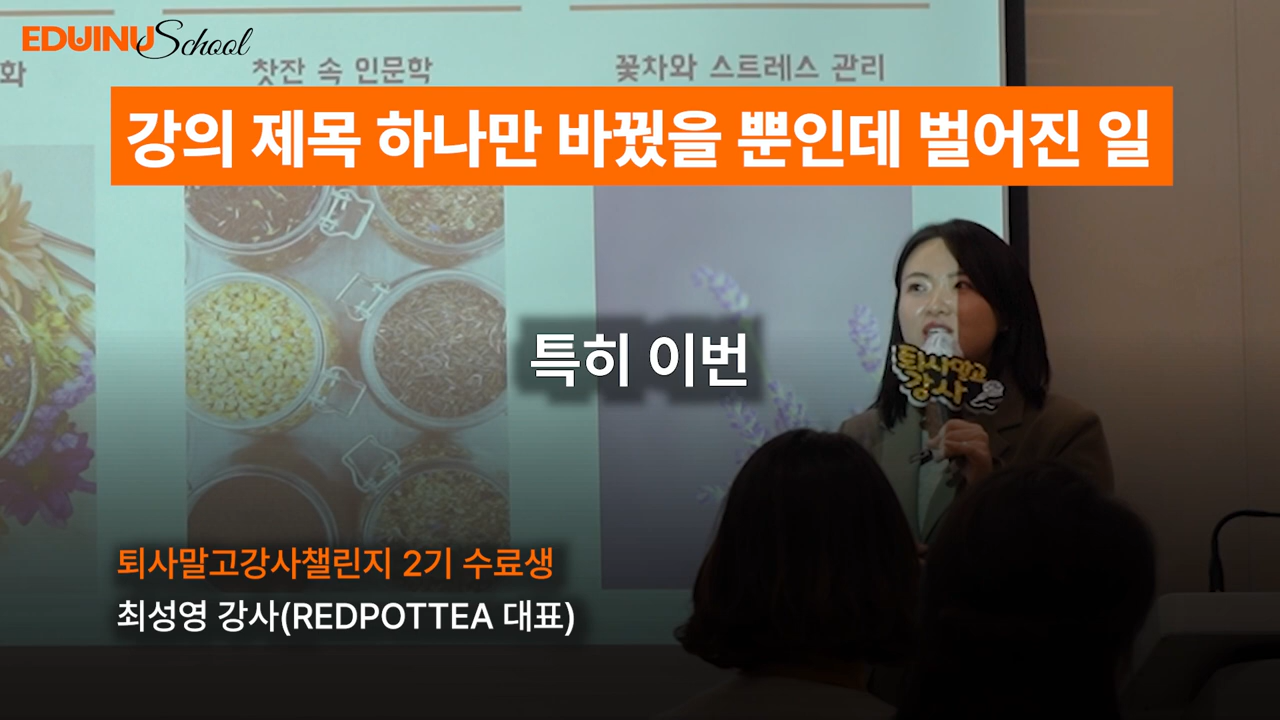 EDUINU School
화
찻잔 속 인문학
꽃차와 스트레스 관리
강의 제목 하나만 바꿨을 뿐인데 벌어진 일
특히 이번
퇴사말고
강사
퇴사말고강사챌린지 2기 수료생
최성영 강사(REDPOTTEA 대표)